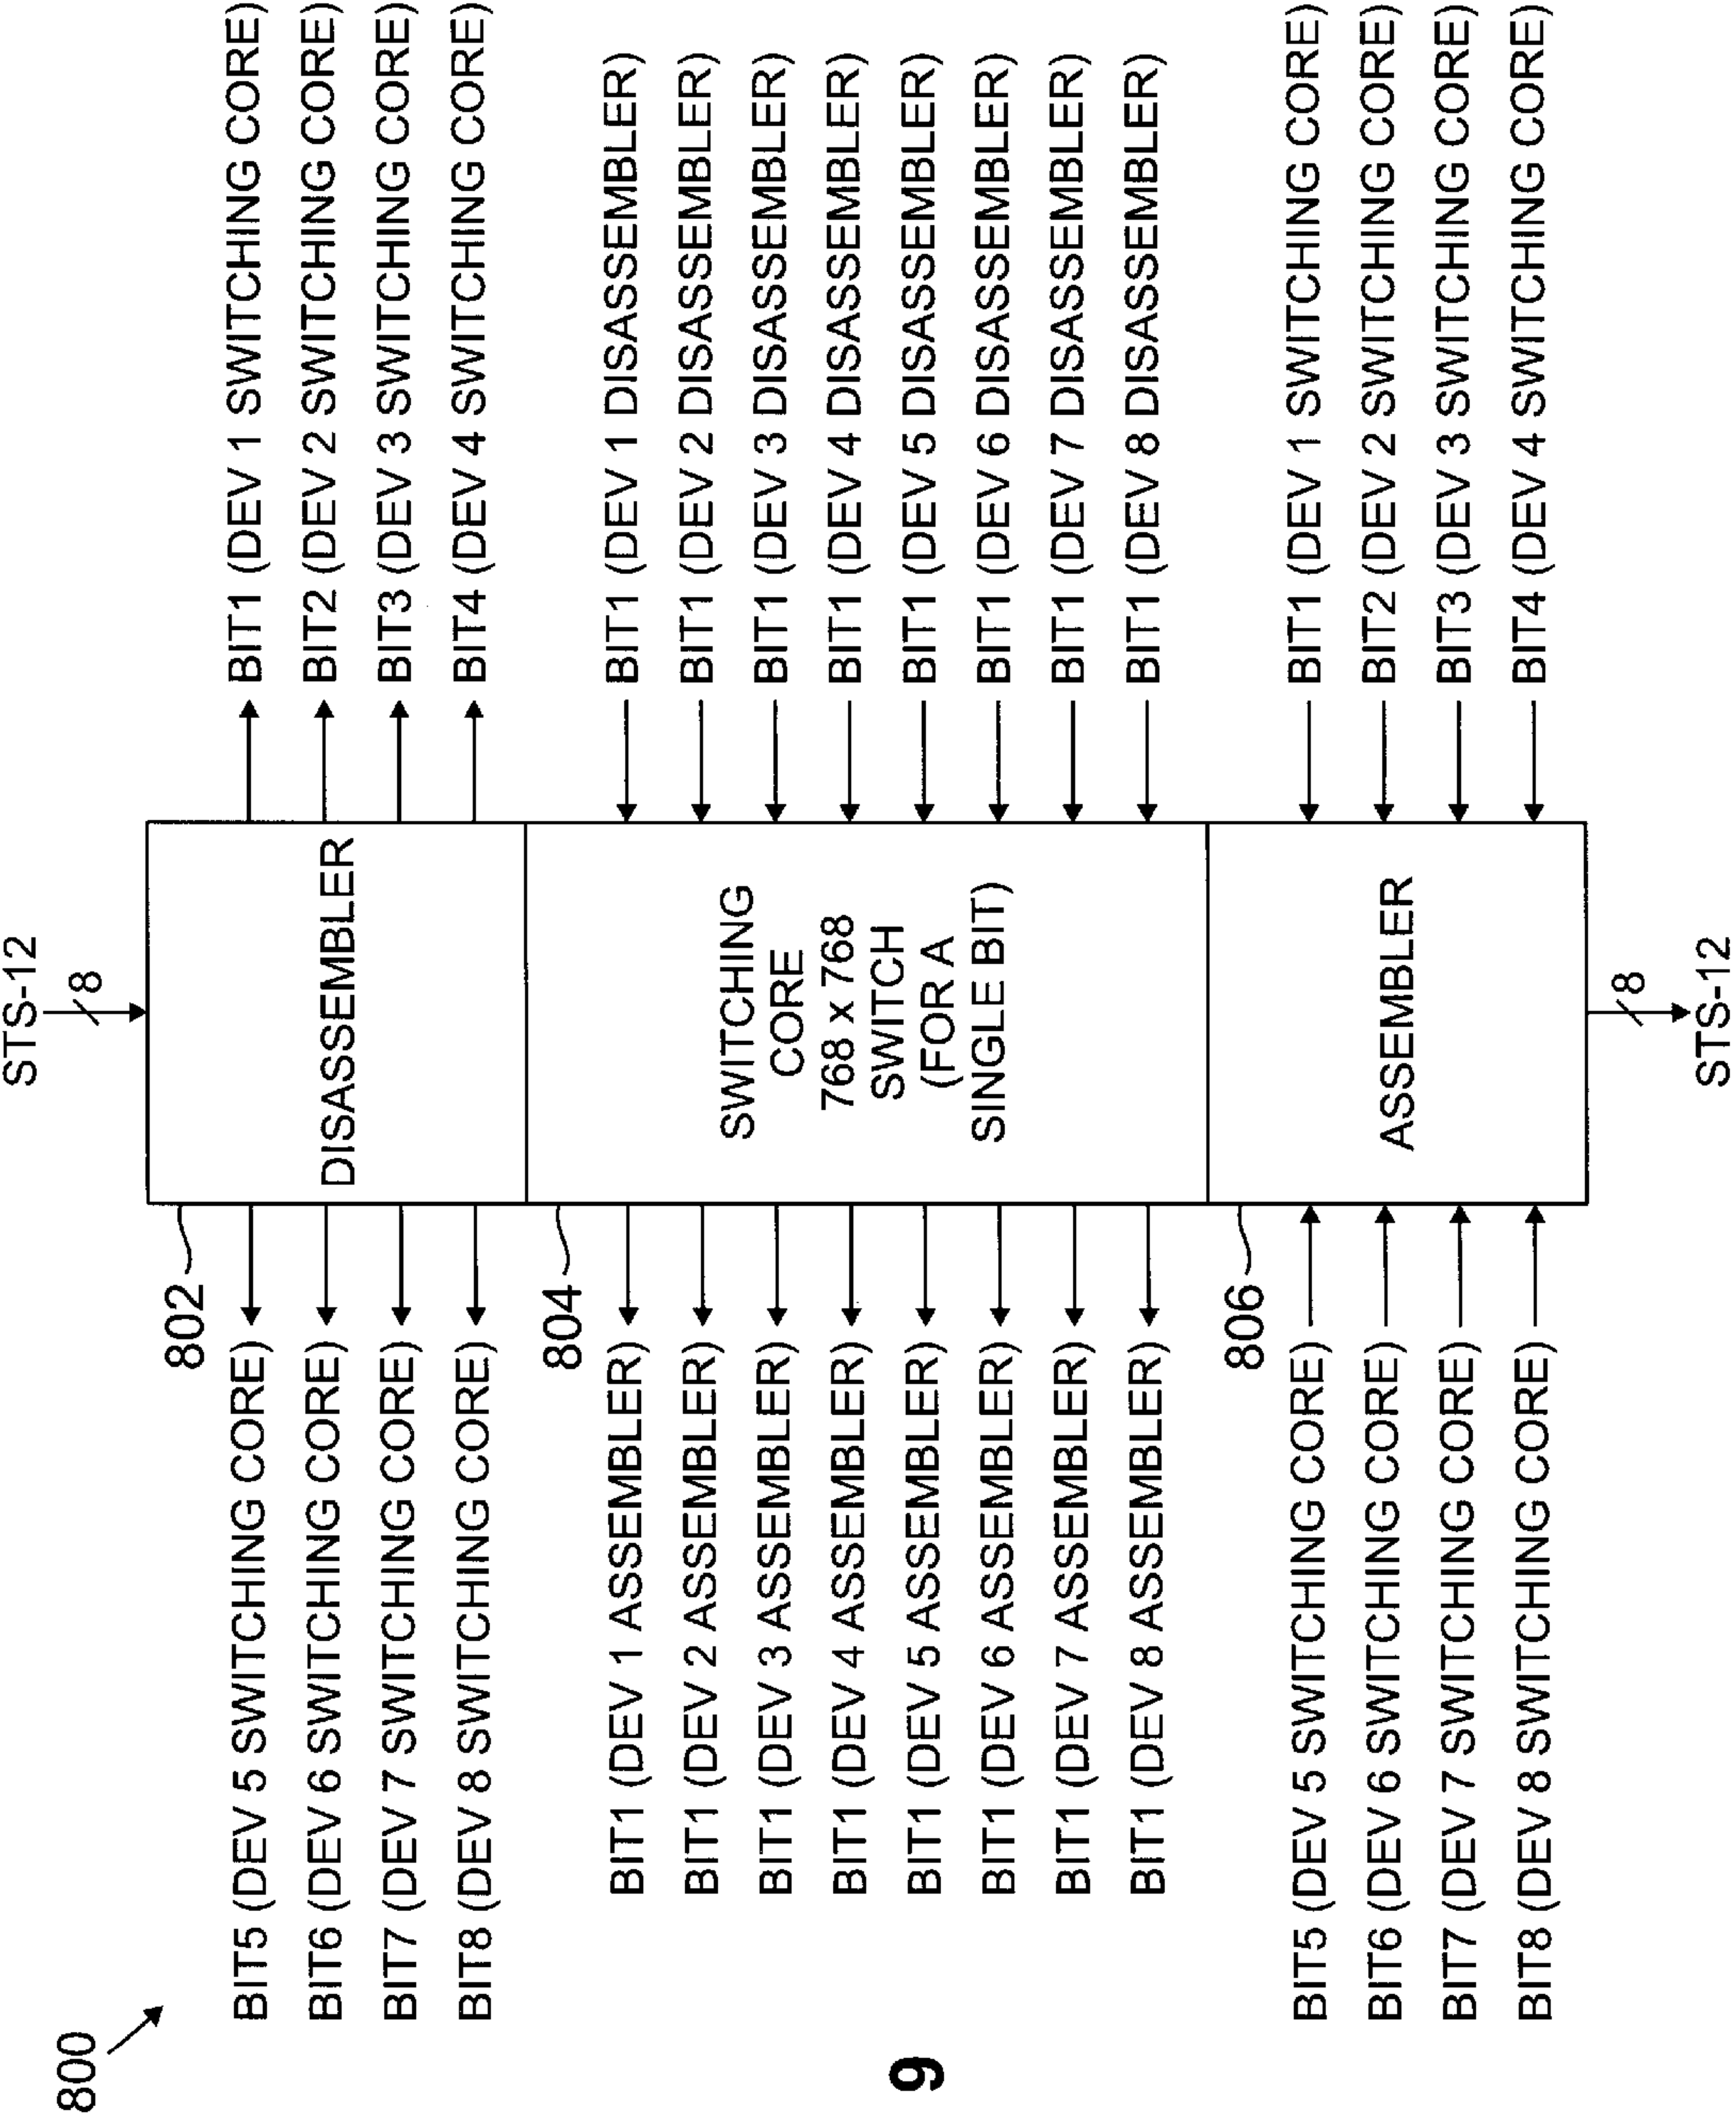 800
STS-12
8
802
BIT5 (DEV 5 SWITCHING CORE)
BIT6 (DEV 6 SWITCHING CORE)
BIT7 (DEV 7 SWITCHING CORE)
BIT8 (DEV 8 SWITCHING CORE)
DISASSEMBLER
BIT1 (DEV 1 SWITCHING CORE)
BIT2 (DEV 2 SWITCHING CORE)
BIT3 (DEV 3 SWITCHING CORE)
BIT4 (DEV 4 SWITCHING CORE)
804
BIT1 (DEV 1 ASSEMBLER)
BIT1 (DEV 2 ASSEMBLER)
BIT1 (DEV 3 ASSEMBLER)
BIT1 (DEV 4 ASSEMBLER)
BIT1 (DEV 5 ASSEMBLER)
BIT1 (DEV 6 ASSEMBLER)
BIT1 (DEV 7 ASSEMBLER)
BIT1 (DEV 8 ASSEMBLER)
SWITCHING
CORE
768 x 768
SWITCH
(FOR A
SINGLE BIT)
BIT1 (DEV 1 DISASSEMBLER)
BIT1 (DEV 2 DISASSEMBLER)
BIT1 (DEV 3 DISASSEMBLER)
BIT1 (DEV 4 DISASSEMBLER)
BIT1 (DEV 5 DISASSEMBLER)
BIT1 (DEV 6 DISASSEMBLER)
BIT1 (DEV 7 DISASSEMBLER)
BIT1 (DEV 8 DISASSEMBLER)
9
806
BIT5 (DEV 5 SWITCHING CORE)
BIT6 (DEV 6 SWITCHING CORE)
BIT7 (DEV 7 SWITCHING CORE)
BIT8 (DEV 8 SWITCHING CORE)
ASSEMBLER
BIT1 (DEV 1 SWITCHING CORE)
BIT2 (DEV 2 SWITCHING CORE)
BIT3 (DEV 3 SWITCHING CORE)
BIT4 (DEV 4 SWITCHING CORE)
8
STS-12